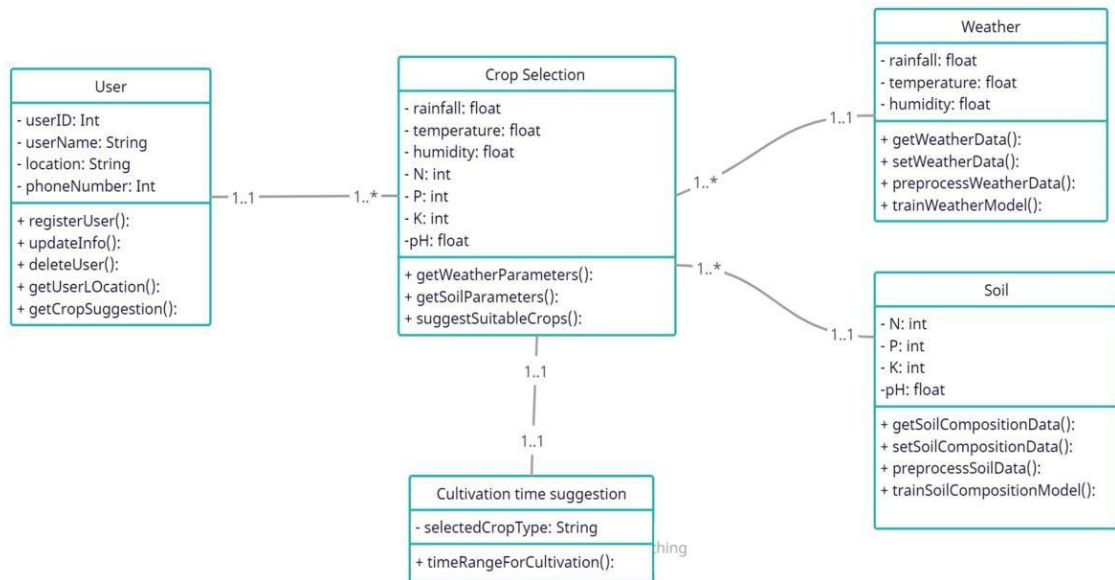 User
- userID: Int
- userName: String
- location: String
- phoneNumber: Int
+ registerUser():
+ updateInfo():
+ deleteUser():
+ getUserLOcation():
+ getCropSuggestion():
1..1
1..*
Crop Selection
- rainfall: float
- temperature: float
- humidity: float
- N: int
- P: int
- K: int
-pH: float
+ getWeatherParameters():
+ getSoilParameters():
+ suggestSuitableCrops():
1..*
1..1
Weather
- rainfall: float
- temperature: float
- humidity: float
+ getWeatherData():
+ setWeatherData():
+ preprocessWeatherData():
+ trainWeatherModel():
1..*
1..1
Soil
- N: int
- P: int
- K: int
-pH: float
+ getSoilCompositionData():
+ setSoilCompositionData():
+ preprocessSoilData():
+ trainSoilCompositionModel():
1..1
1..1
Cultivation time suggestion
- selectedCropType: String
+ timeRangeForCultivation():